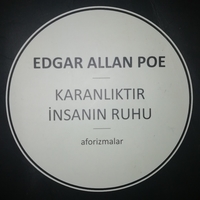 EDGAR ALLAN POE
KARANLIKTIR
İNSANIN RUHU
aforizmalar